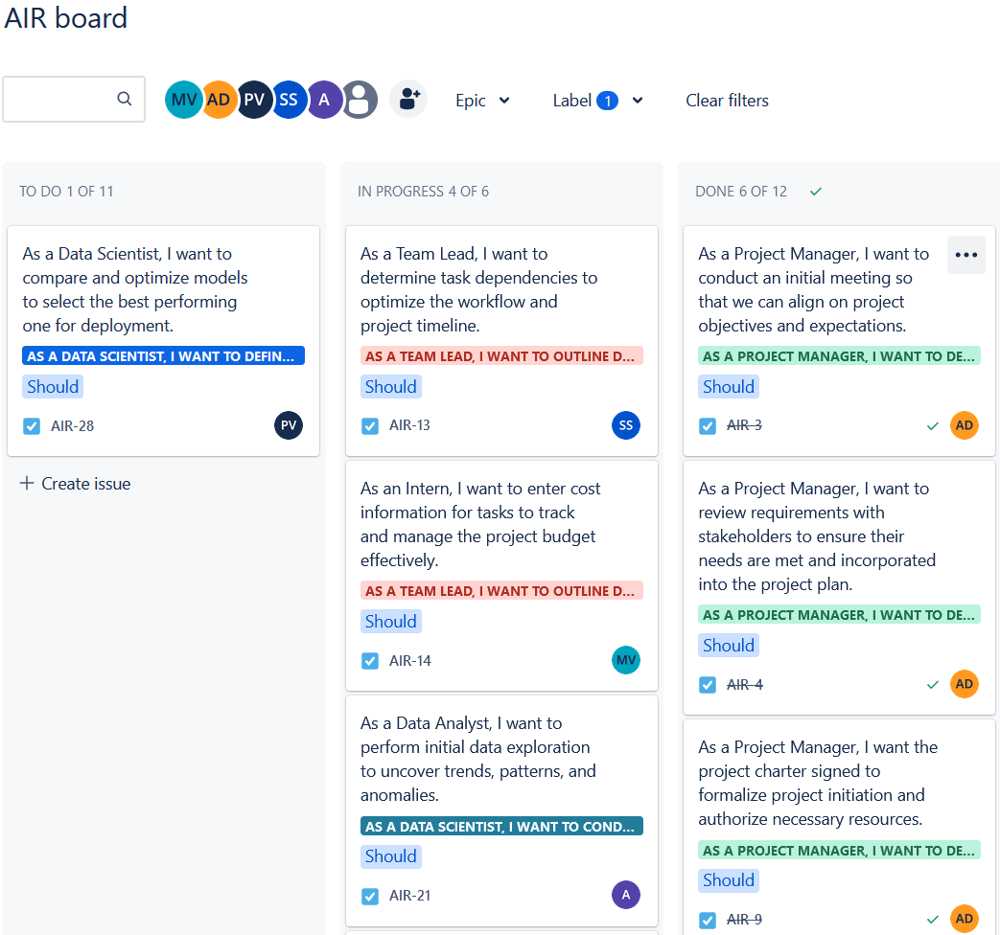 AIR board
MV AD PV SS A
Epic
Label 1
Clear filters
TO DO 1 OF 11
As a Data Scientist, I want to
compare and optimize models
to select the best performing
one for deployment.
AS A DATA SCIENTIST, I WANT TO DEFIN...
Should
AIR-28
PV
+ Create issue
IN PROGRESS 4 OF 6
As a Team Lead, I want to
determine task dependencies to
optimize the workflow and
project timeline.
AS A TEAM LEAD, I WANT TO OUTLINE D...
Should
AIR-13
SS
As an Intern, I want to enter cost
information for tasks to track
and manage the project budget
effectively.
AS A TEAM LEAD, I WANT TO OUTLINE D...
Should
AIR-14
MV
As a Data Analyst, I want to
perform initial data exploration
to uncover trends, patterns, and
anomalies.
AS A DATA SCIENTIST, I WANT TO COND...
Should
AIR-21
A
DONE 6 OF 12
As a Project Manager, I want to
conduct an initial meeting so
that we can align on project
objectives and expectations.
AS A PROJECT MANAGER, I WANT TO DE...
Should
AIR-3
AD
As a Project Manager, I want to
review requirements with
stakeholders to ensure their
needs are met and incorporated
into the project plan.
AS A PROJECT MANAGER, I WANT TO DE...
Should
AIR-4
AD
As a Project Manager, I want the
project charter signed to
formalize project initiation and
authorize necessary resources.
AS A PROJECT MANAGER, I WANT TO DE...
Should
AIR-9
AD